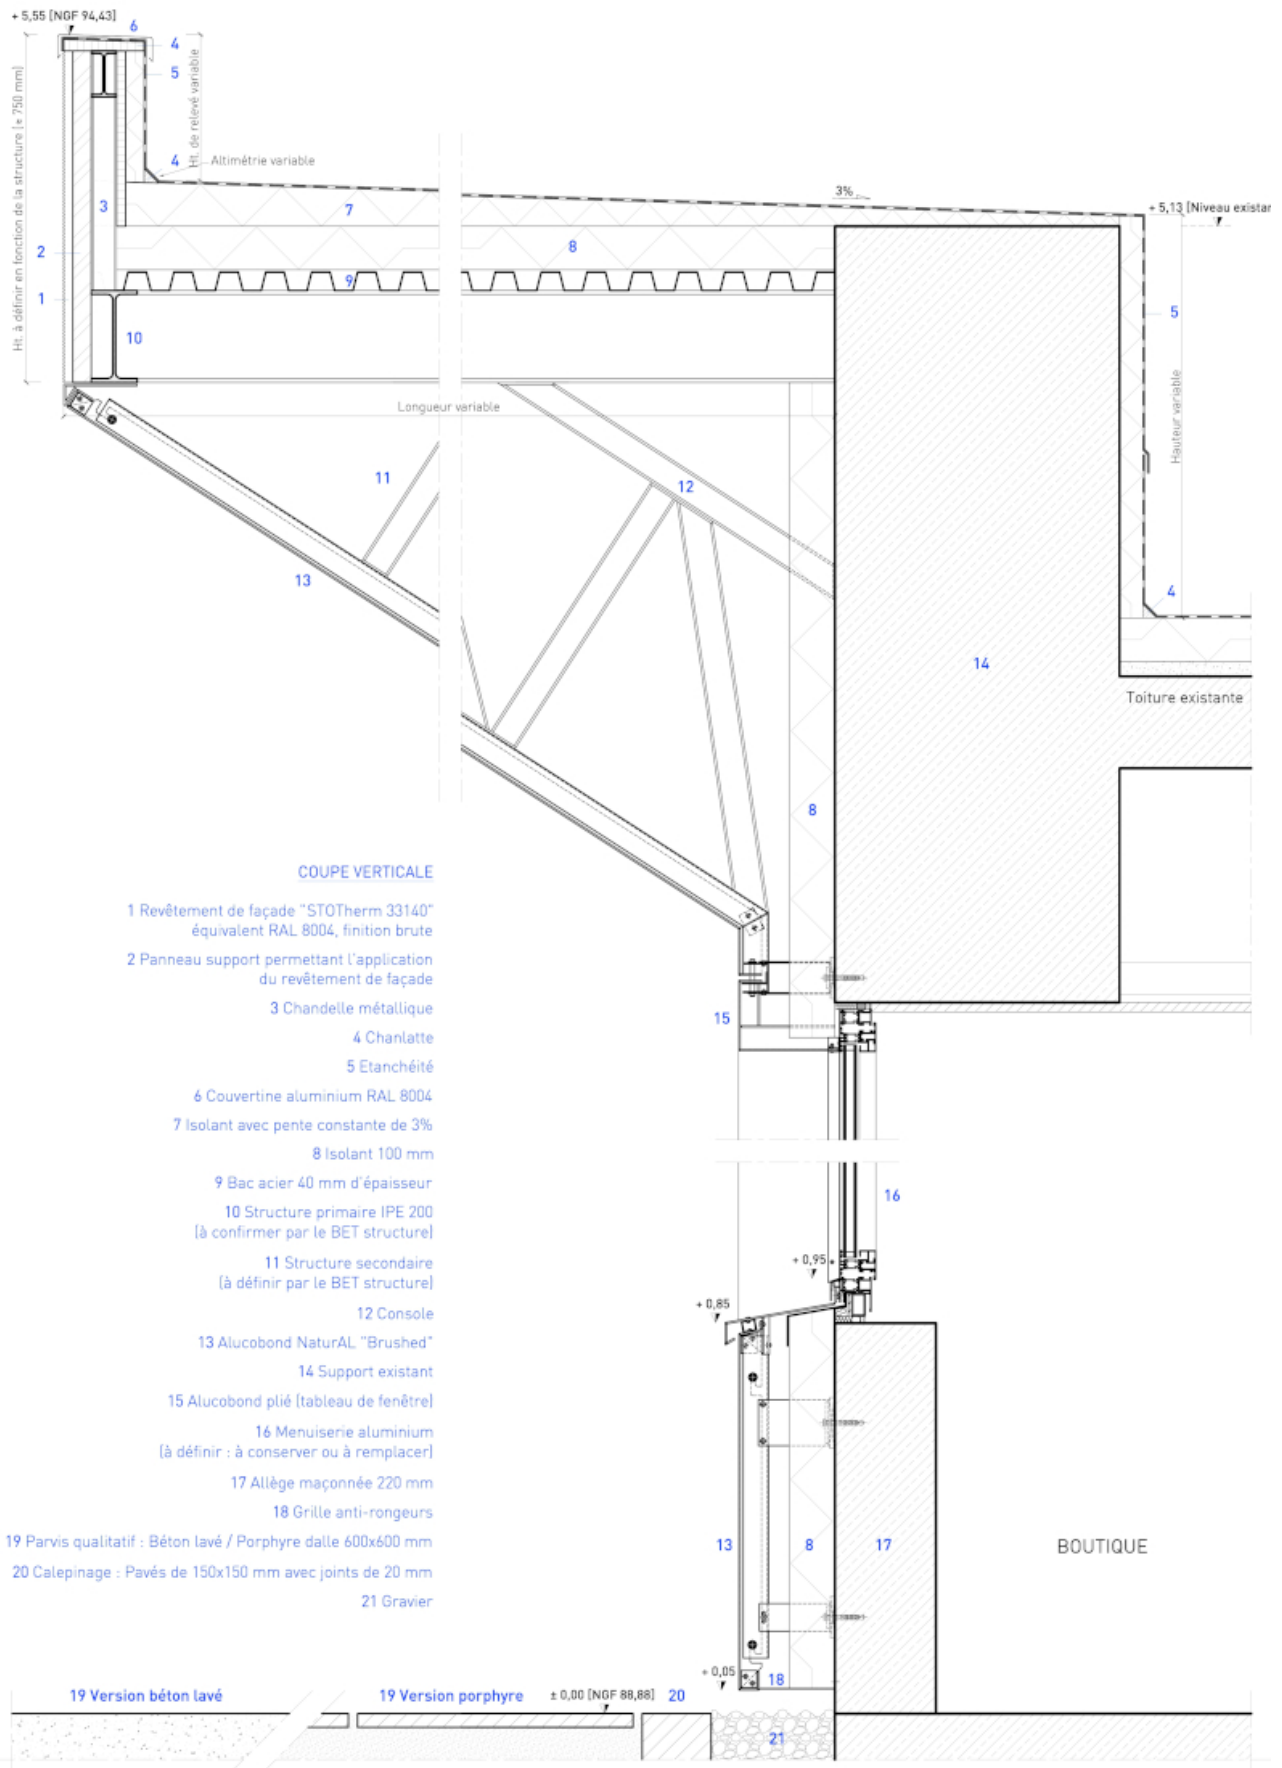 + 5,55 [NGF 94,43]
6
4
5
Ht. de relevé variable
Ht. à définir en fonction de la structure (± 750 mm)
4
Altimétrie variable
3%
+ 5,13 [Niveau existan
3
7
2
8
9
1
5
10
Longueur variable
Hauteur variable
11
12
13
4
14
Toiture existante
8
COUPE VERTICALE
1 Revêtement de façade "STOTherm 33140"
équivalent RAL 8004, finition brute
2 Panneau support permettant l'application
du revêtement de façade
3 Chandelle métallique
4 Chanlatte
5 Etanchéité
6 Couvertine aluminium RAL 8004
7 Isolant avec pente constante de 3%
8 Isolant 100 mm
9 Bac acier 40 mm d'épaisseur
10 Structure primaire IPE 200
(à confirmer par le BET structure)
11 Structure secondaire
(à définir par le BET structure)
12 Console
13 Alucobond NaturAL "Brushed"
14 Support existant
15 Alucobond plié (tableau de fenêtre)
16 Menuiserie aluminium
(à définir : à conserver ou à remplacer)
17 Allège maçonnée 220 mm
18 Grille anti-rongeurs
19 Parvis qualitatif : Béton lavé / Porphyre dalle 600x600 mm
20 Calepinage : Pavés de 150x150 mm avec joints de 20 mm
21 Gravier
15
16
+ 0,95
+ 0,85
13
8
17
BOUTIQUE
+ 0,05
18
19 Version béton lavé
19 Version porphyre
± 0,00 [NGF 88,88]
20
21